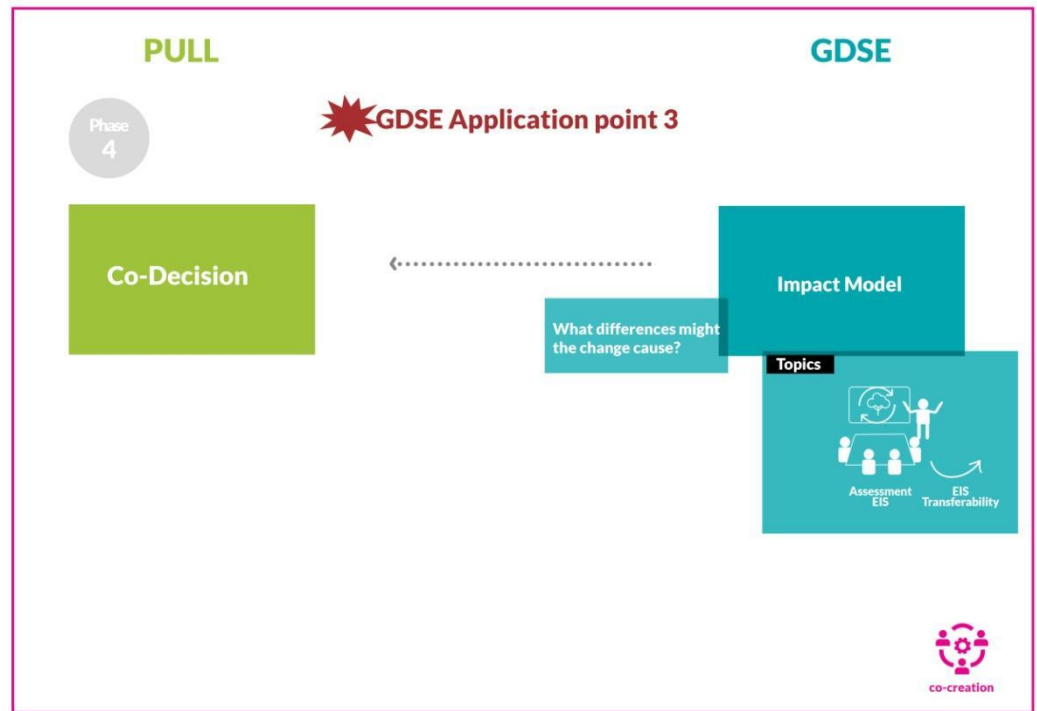 PULL
GDSE
Phase
4
GDSE Application point 3
Co-Decision
Impact Model
What differences might
the change cause?
Topics
Assessment
EIS
EIS
Transferability
co-creation